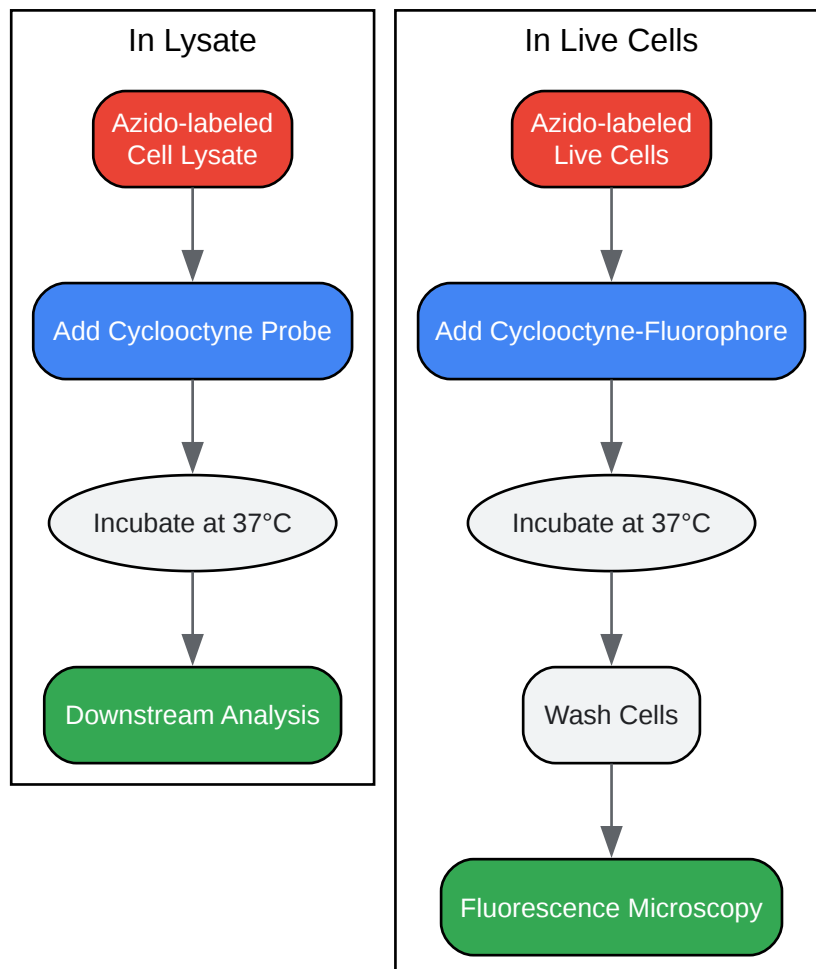 In Lysate
Azido-labeled
Cell Lysate
Add Cyclooctyne Probe
Incubate at 37°C
Downstream Analysis
In Live Cells
Azido-labeled
Live Cells
Add Cyclooctyne-Fluorophore
Incubate at 37°C
Wash Cells
Fluorescence Microscopy